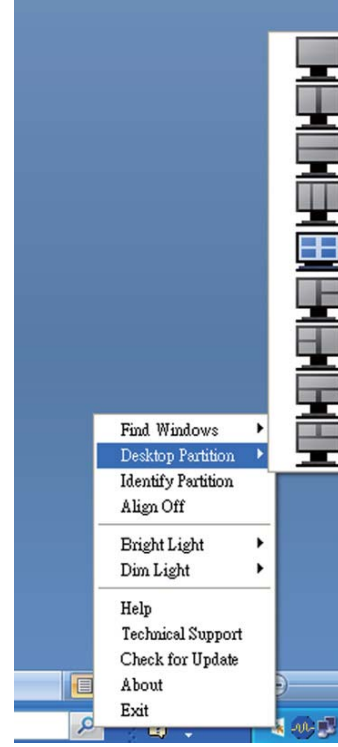 Find Windows
Desktop Partition
Identify Partition
Align Off
Bright Light
Dim Light
Help
Technical Support
Check for Update
About
Exit